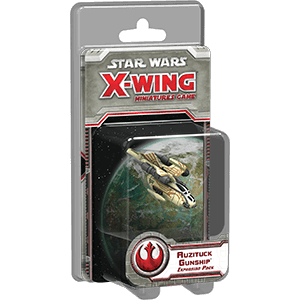 STAR WARS
X-WING
MINIATURES GAME
AUZITUCK
GUNSHIP
EXPANSION PACK